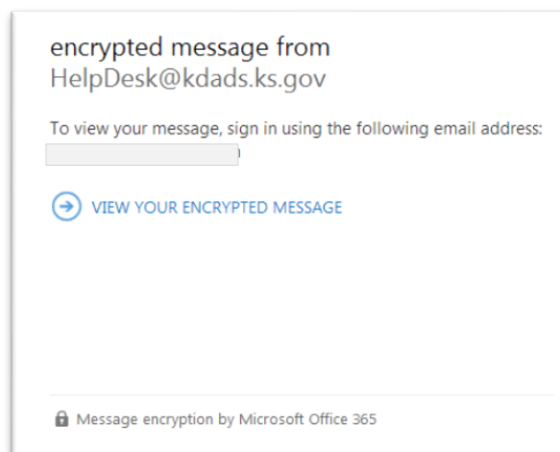 encrypted message from
HelpDesk@kdads.ks.gov
To view your message, sign in using the following email address:
VIEW YOUR ENCRYPTED MESSAGE
Message encryption by Microsoft Office 365